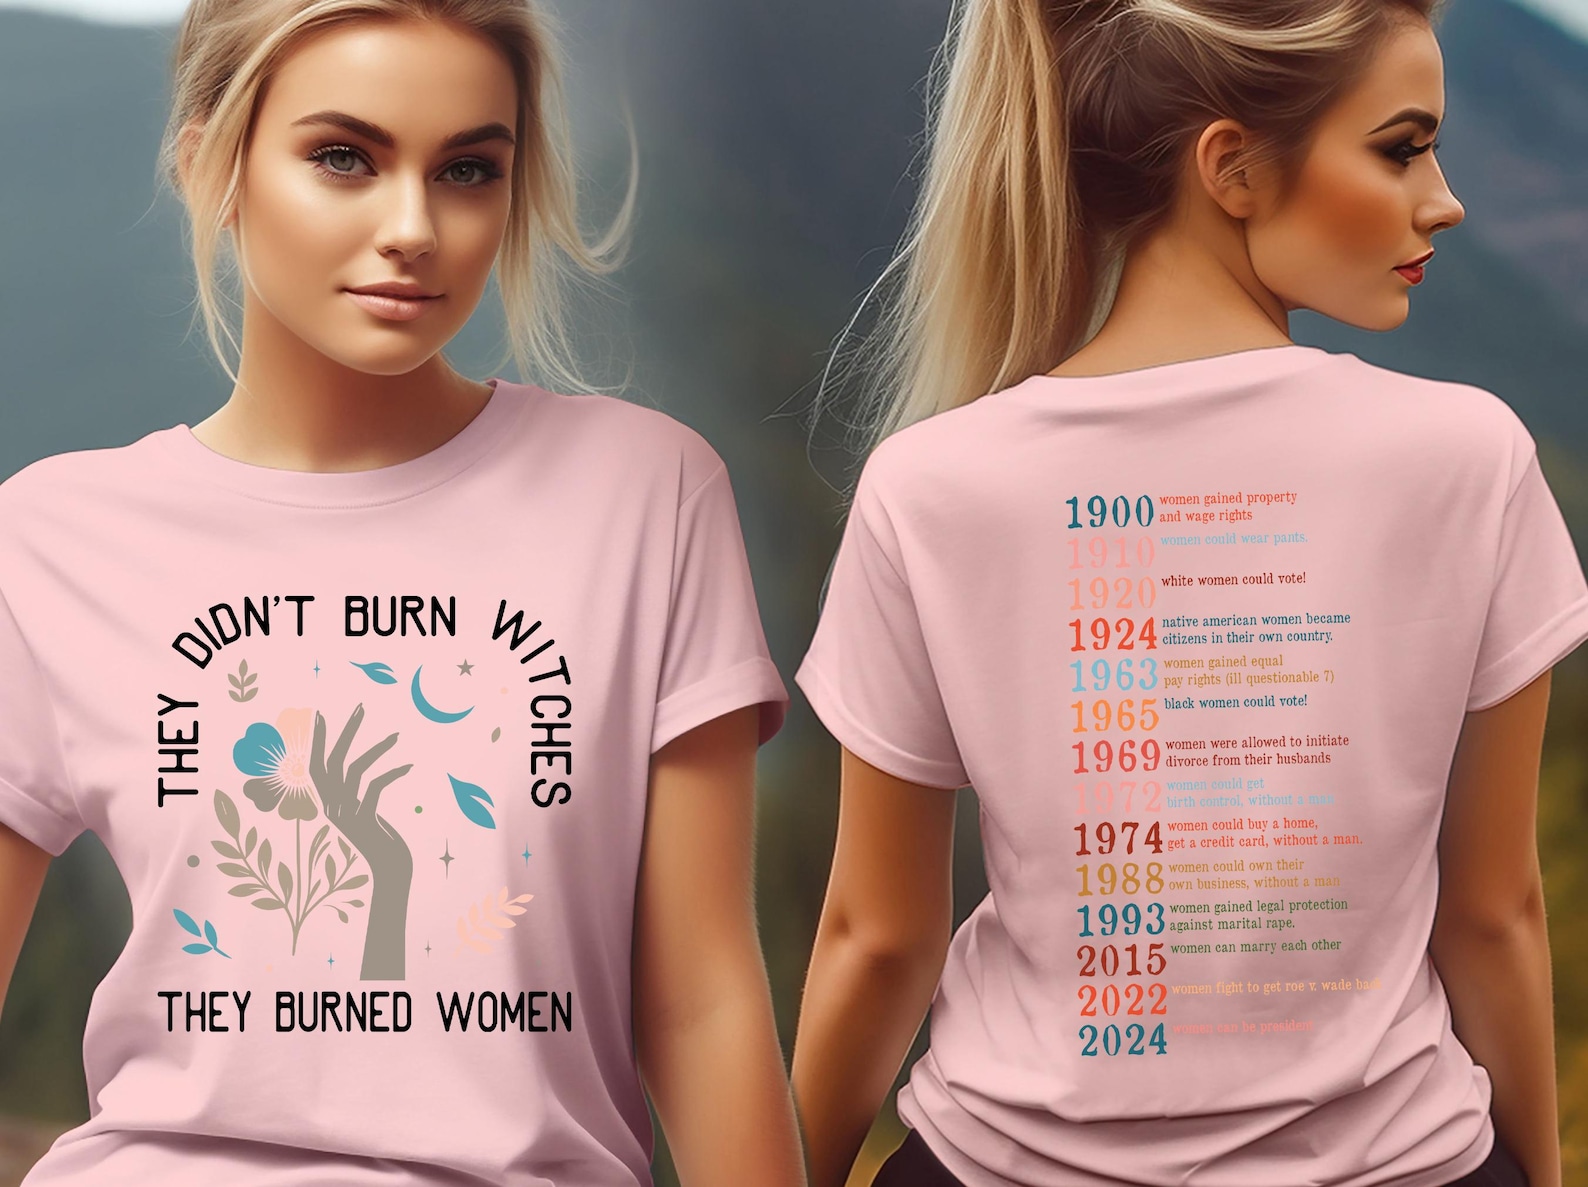 THEY DIDN'T BURN WITCHES
THEY BURNED WOMEN
1900 women gained property
and wage rights
1910 women could wear pants.
1920 white women could vote!
1924 native american women became
citizens in their own country.
1963 women gained equal
pay rights (ill questionable 7)
1965 black women could vote!
1969 women were allowed to initiate
divorce from their husbands
1972 women could get
birth control, without a man.
1974 women could buy a home,
get a credit card, without a man.
1988 women could own their
own business, without a man
1993 women gained legal protection
against marital rape.
2015 women can marry each other
2022 women fight to get roe v. wade back
2024 women can be president